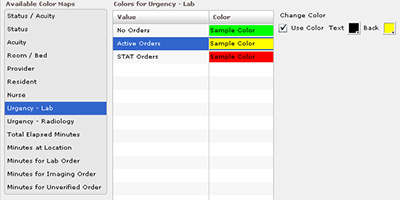 Available Color Maps
Status / Acuity
Status
Acuity
Room / Bed
Provider
Resident
Nurse
Urgency - Lab
Urgency - Radiology
Total Elapsed Minutes
Minutes at Location
Minutes for Lab Order
Minutes for Imaging Order
Minutes for Unverified Order
Colors for Urgency - Lab
Value Color
No Orders Sample Color
Active Orders Sample Color
STAT Orders Sample Color
Change Color
Use Color Text Back